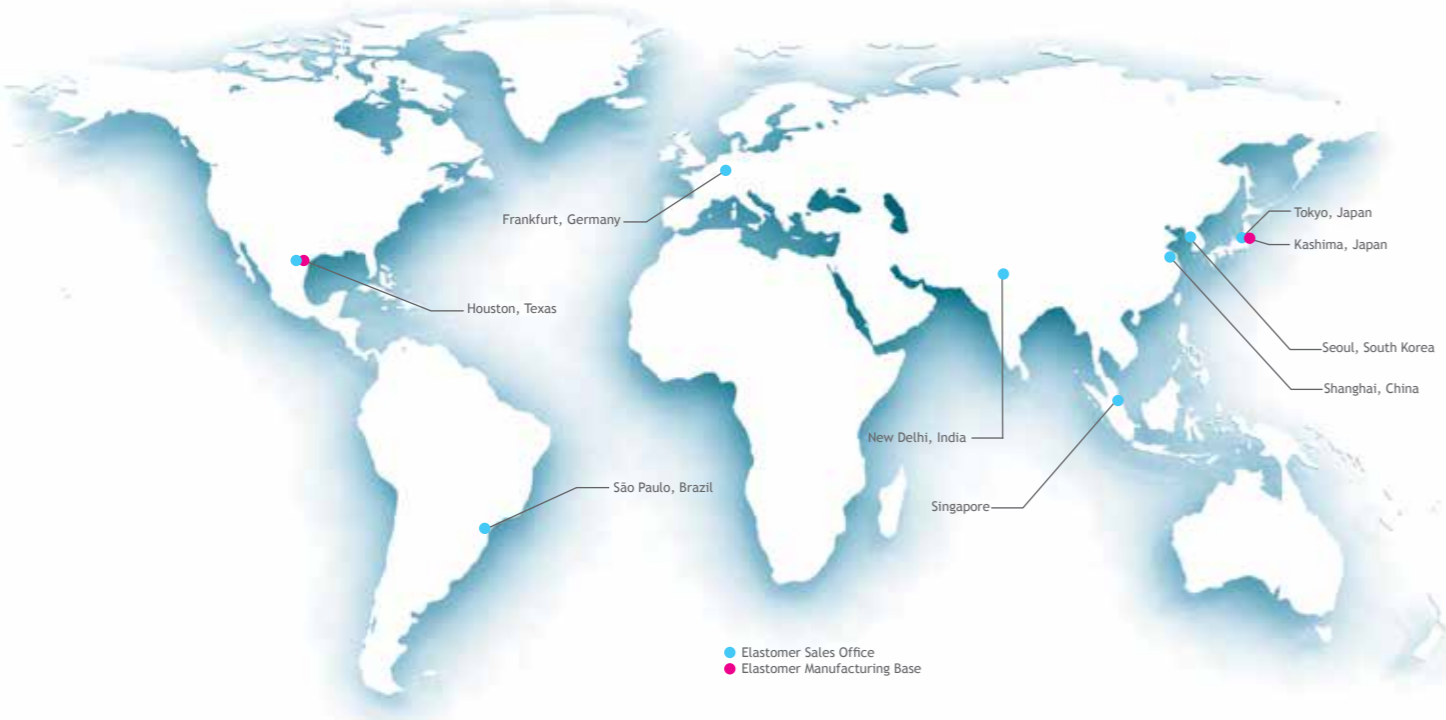 Frankfurt, Germany
Tokyo, Japan
Kashima, Japan
Houston, Texas
Seoul, South Korea
Shanghai, China
New Delhi, India
São Paulo, Brazil
Singapore
Elastomer Sales Office
Elastomer Manufacturing Base